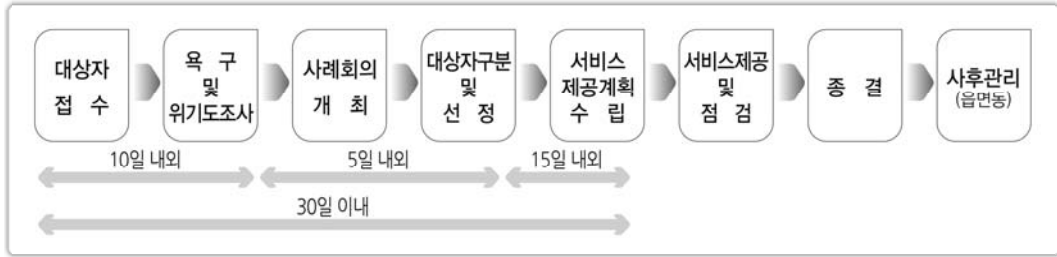 대상자
접 수
욕 구
및
위기도조사
사례회의
개 최
대상자구분
및
선 정
서비스
제공계획
수 립
서비스제공
및
점 검
종 결
사후관리
(읍면동)
10일 내외
5일 내외
15일 내외
30일 이내